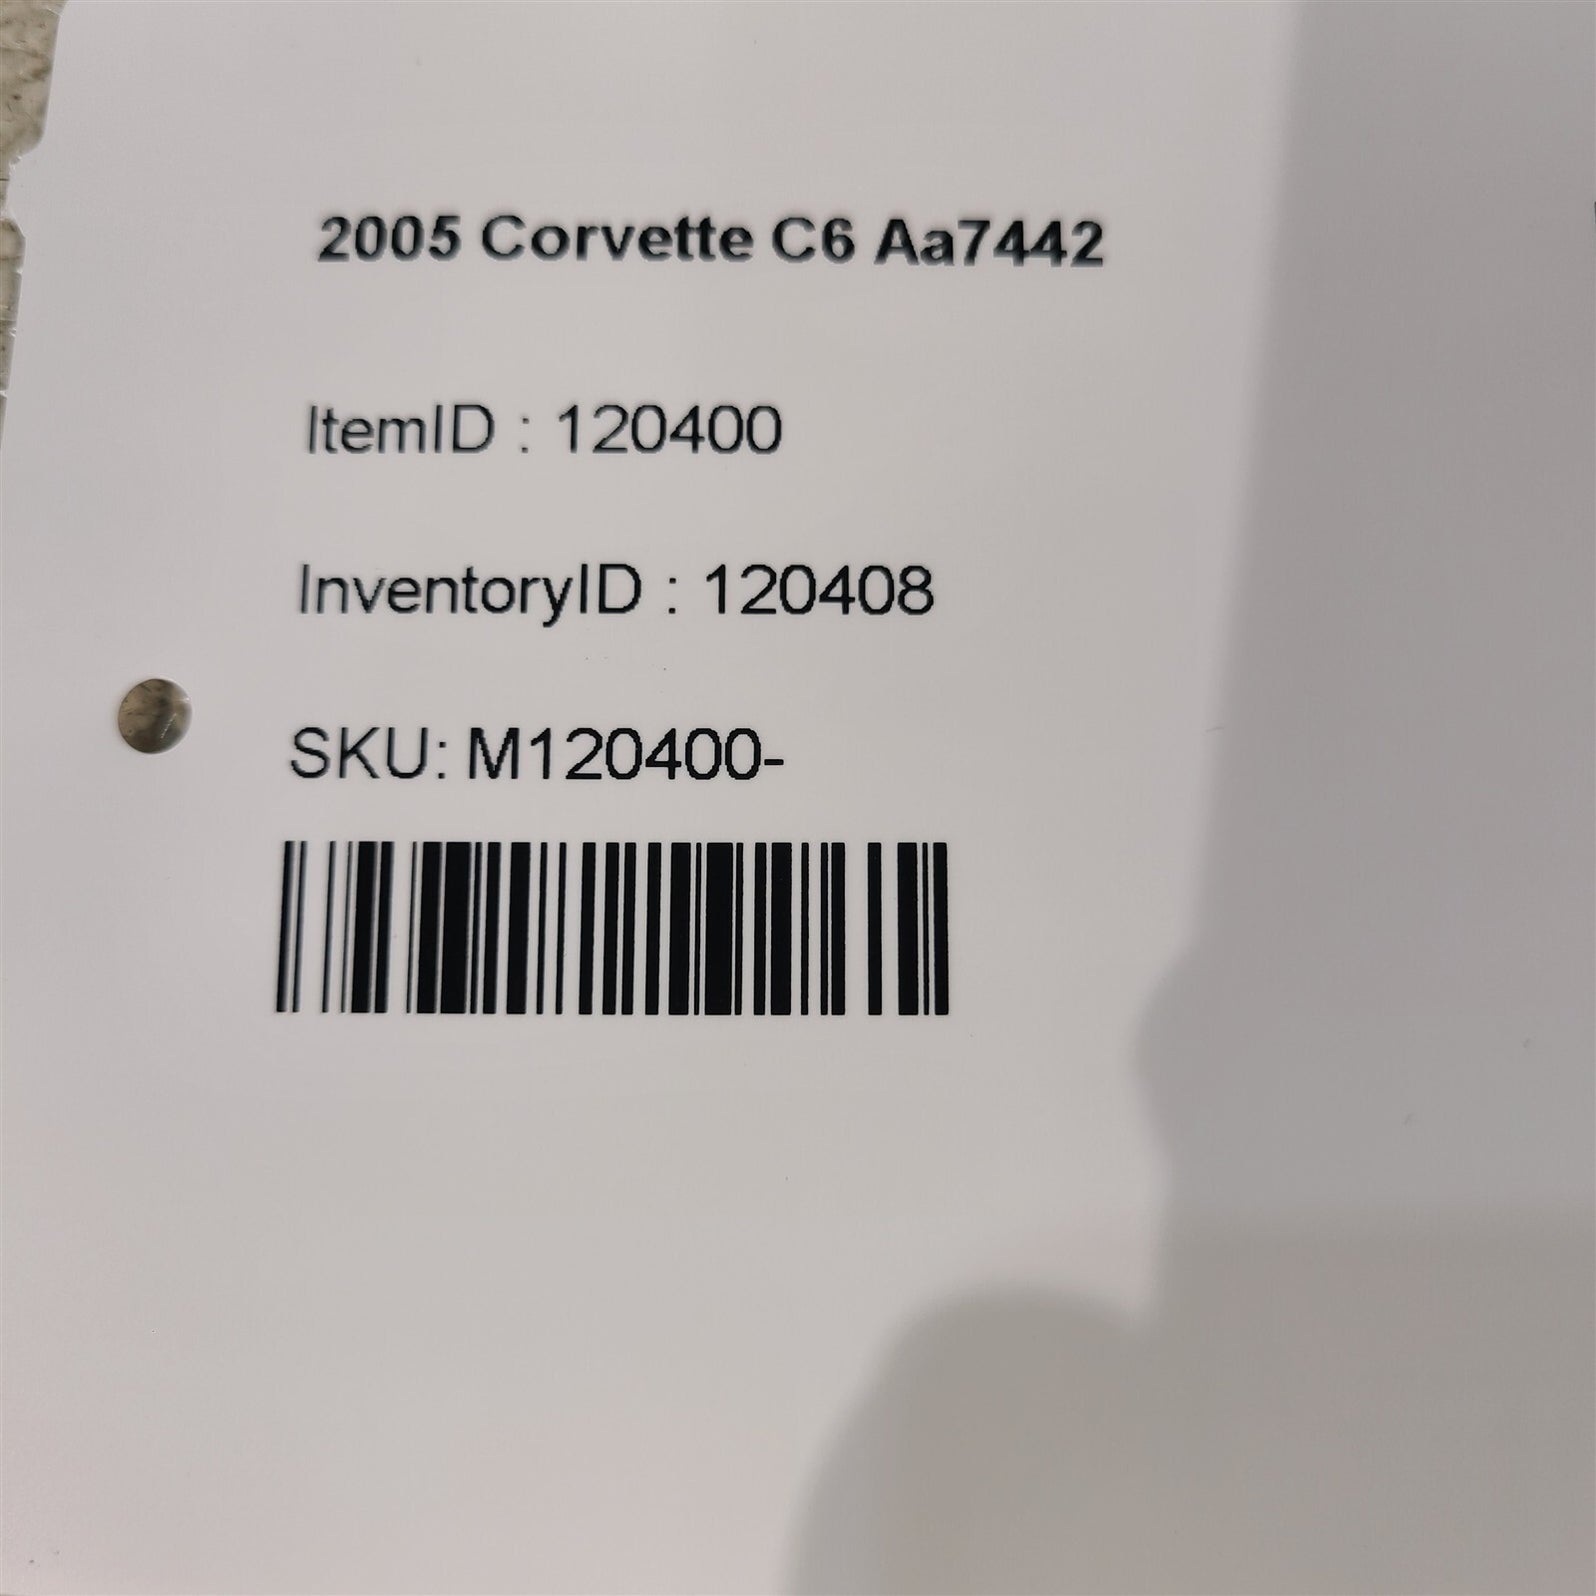 2005 Corvette C6 Aa7442
ItemID : 120400
InventoryID : 120408
SKU: M120400-